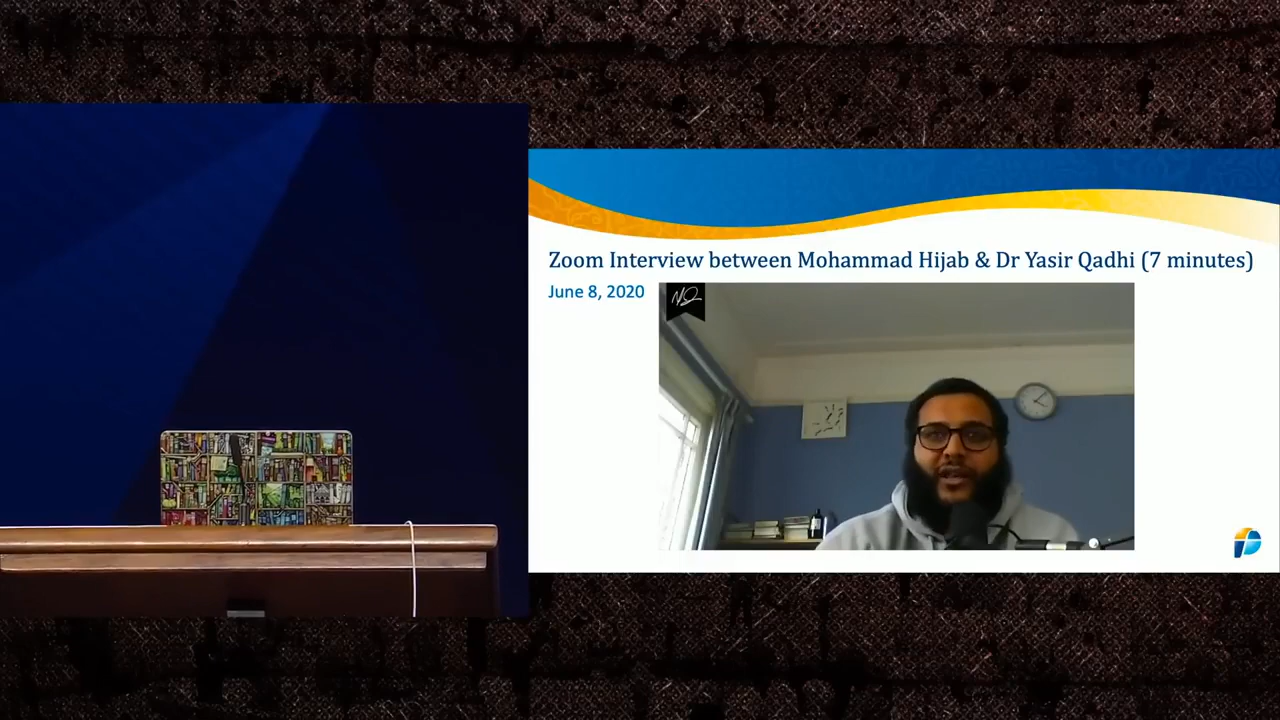 Zoom Interview between Mohammad Hijab & Dr Yasir Qadhi (7 minutes)
June 8, 2020